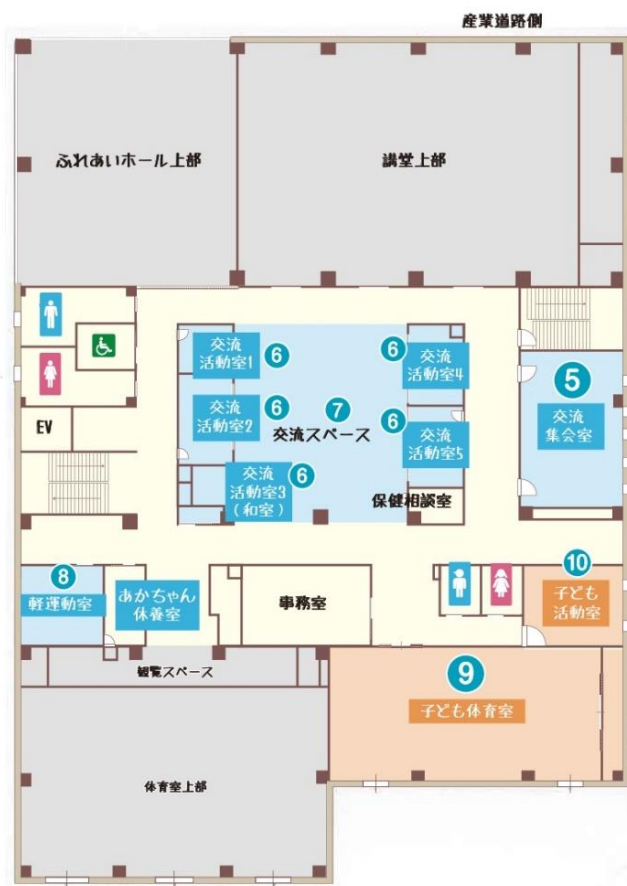 産業道路側
ふれあいホール上部
講堂上部
交流
活動室1
6
6
交流
活動室4
5
交流
集会室
EV
交流
活動室2
6
7
交流スペース
6
交流
活動室5
交流
活動室3
(和室)
6
保健相談室
8
軽運動室
あかちゃん
休養室
事務室
10
子ども
活動室
観覧スペース
9
子ども体育室
体育室上部